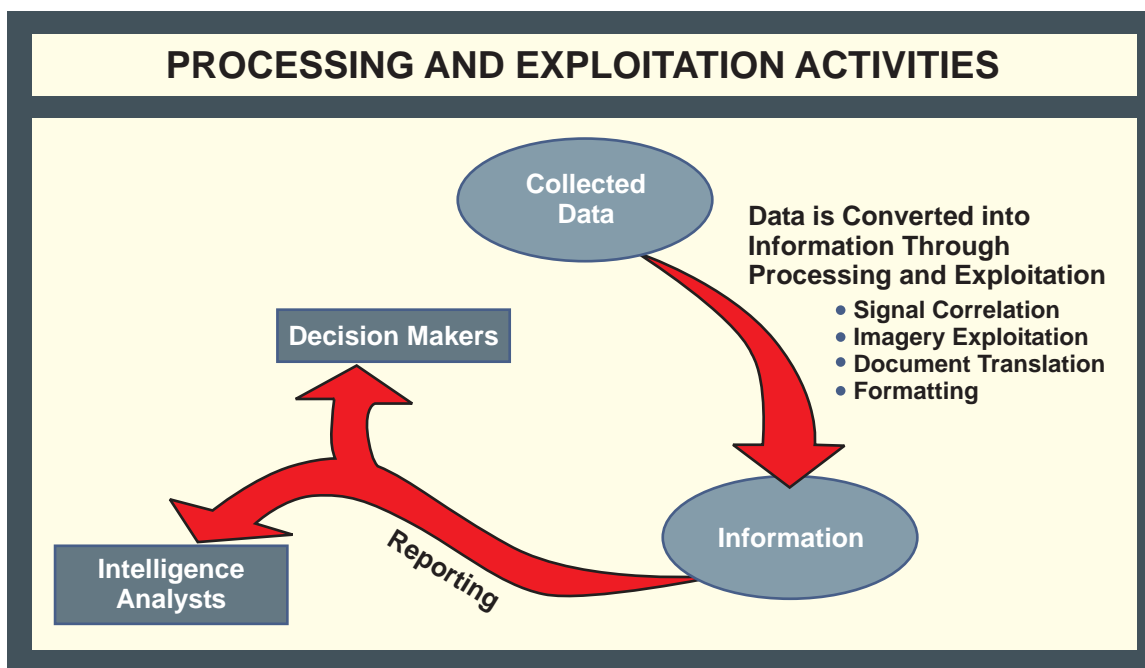 PROCESSING AND EXPLOITATION ACTIVITIES
Collected
Data
Data is Converted into
Information Through
Processing and Exploitation
• Signal Correlation
• Imagery Exploitation
• Document Translation
• Formatting
Decision Makers
Information
Reporting
Intelligence
Analysts